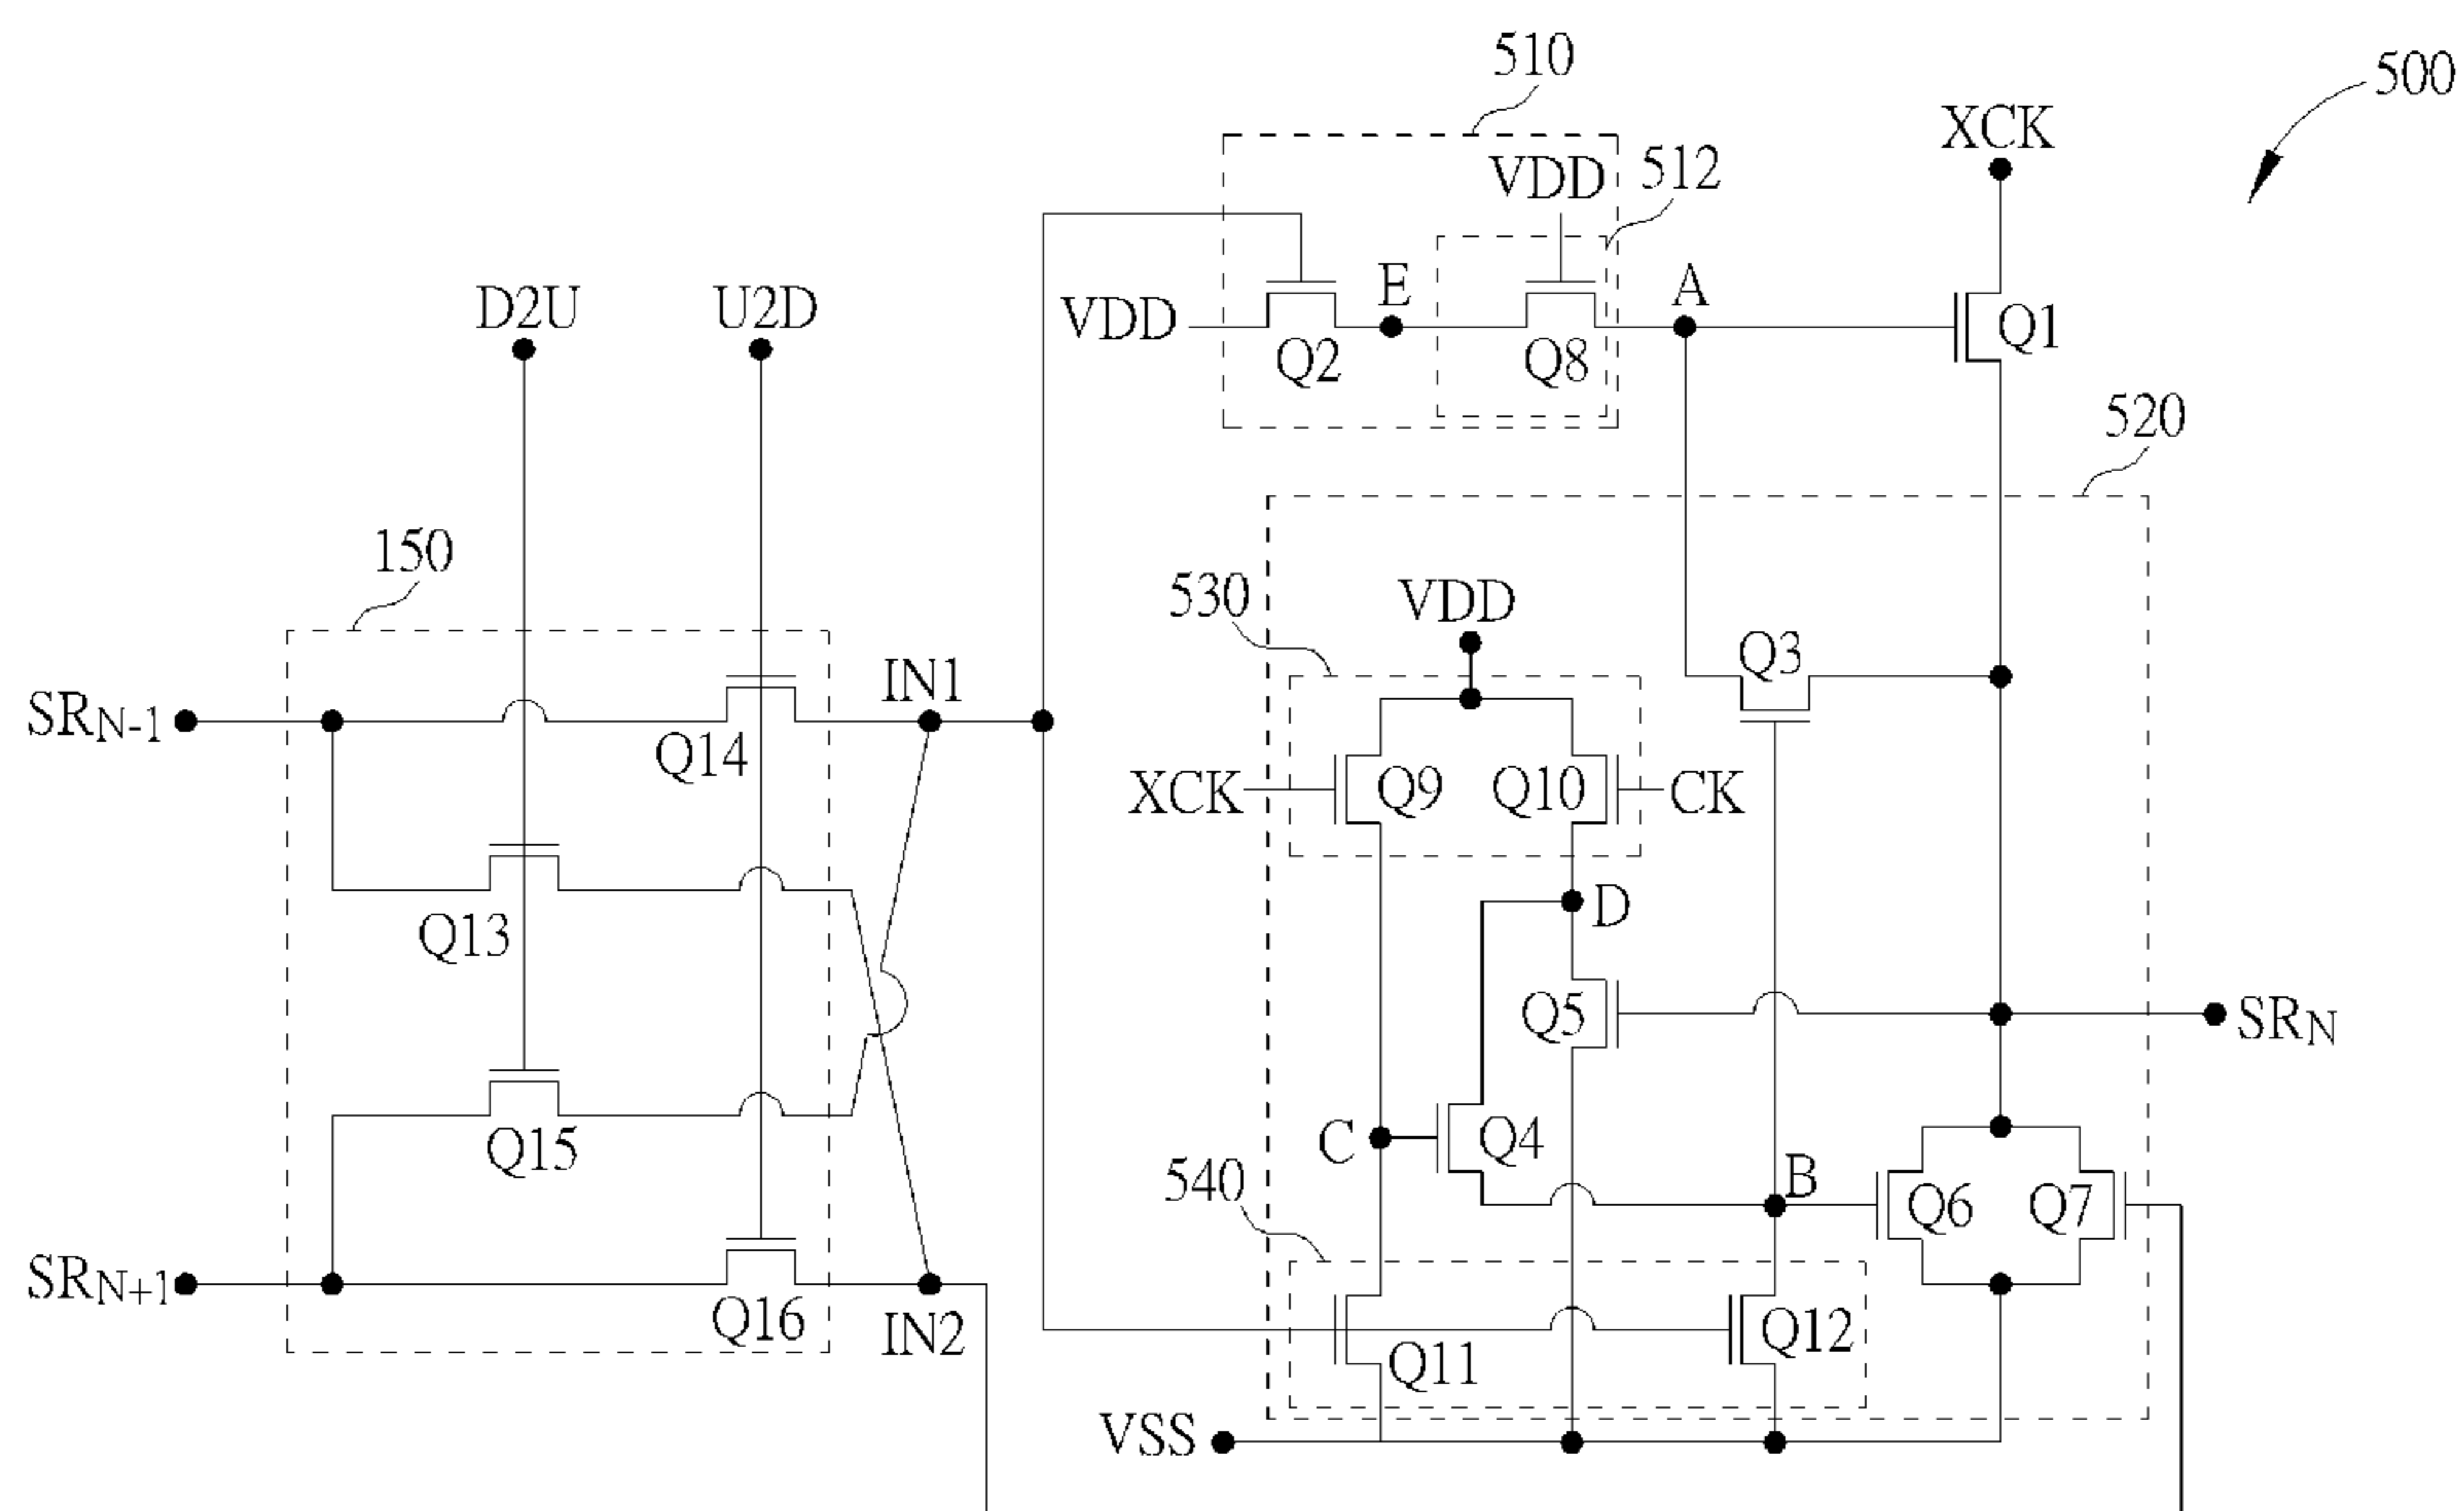 510
500
XCK
VDD
512
D2U
U2D
VDD
E
A
Q1
Q2
Q8
520
150
530
VDD
Q3
SRN-1
IN1
Q14
XCK
Q9
Q10
CK
D
Q13
Q5
SRN
C
Q4
Q15
540
B
Q6
Q7
SRN+1
Q16
IN2
Q11
Q12
VSS